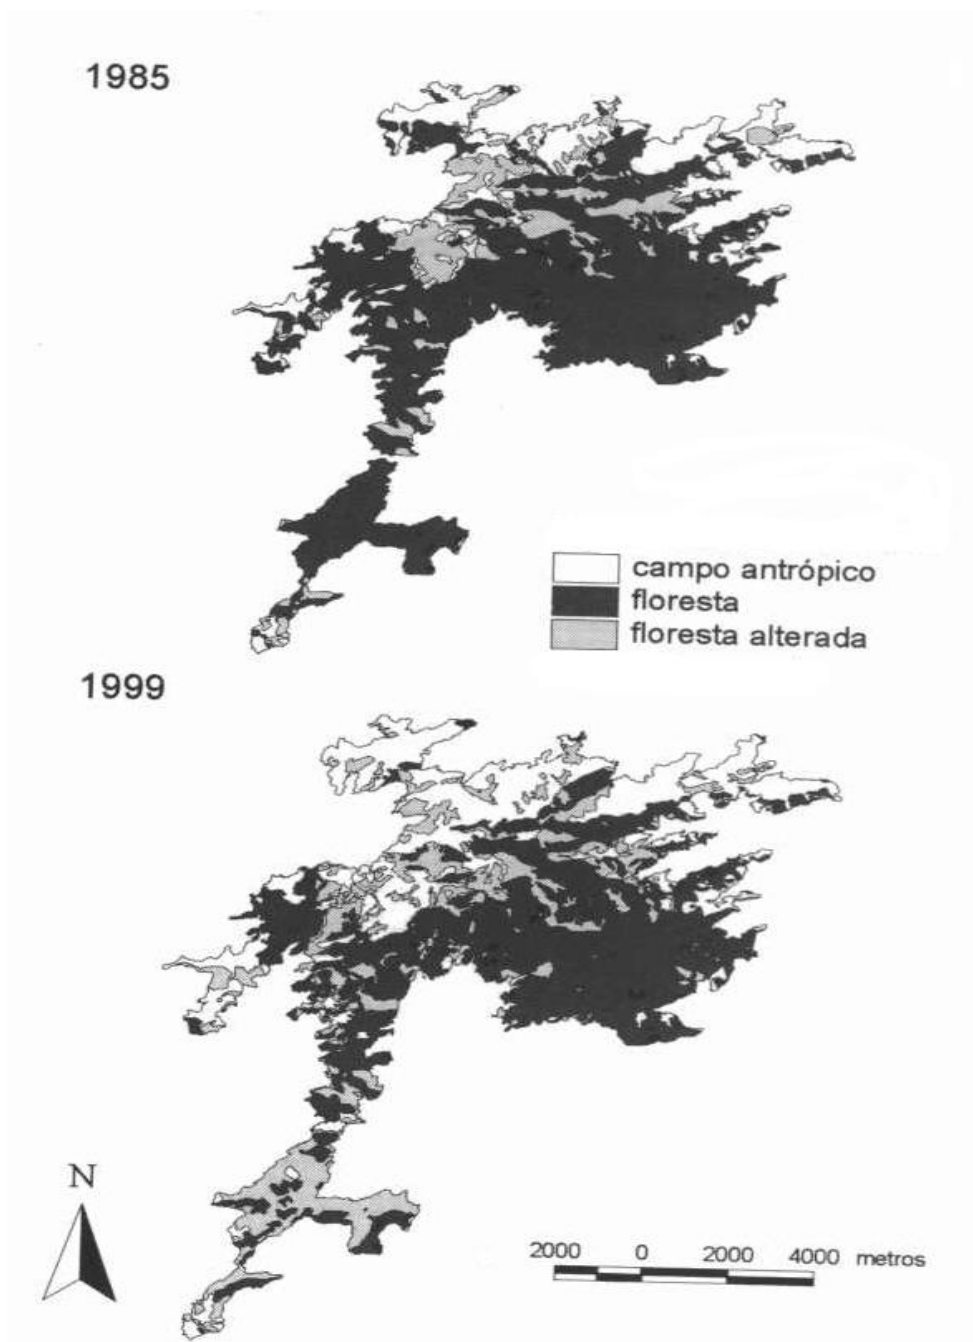 1985
campo antrópico
floresta
floresta alterada
1999
N
2000 0 2000 4000 metros